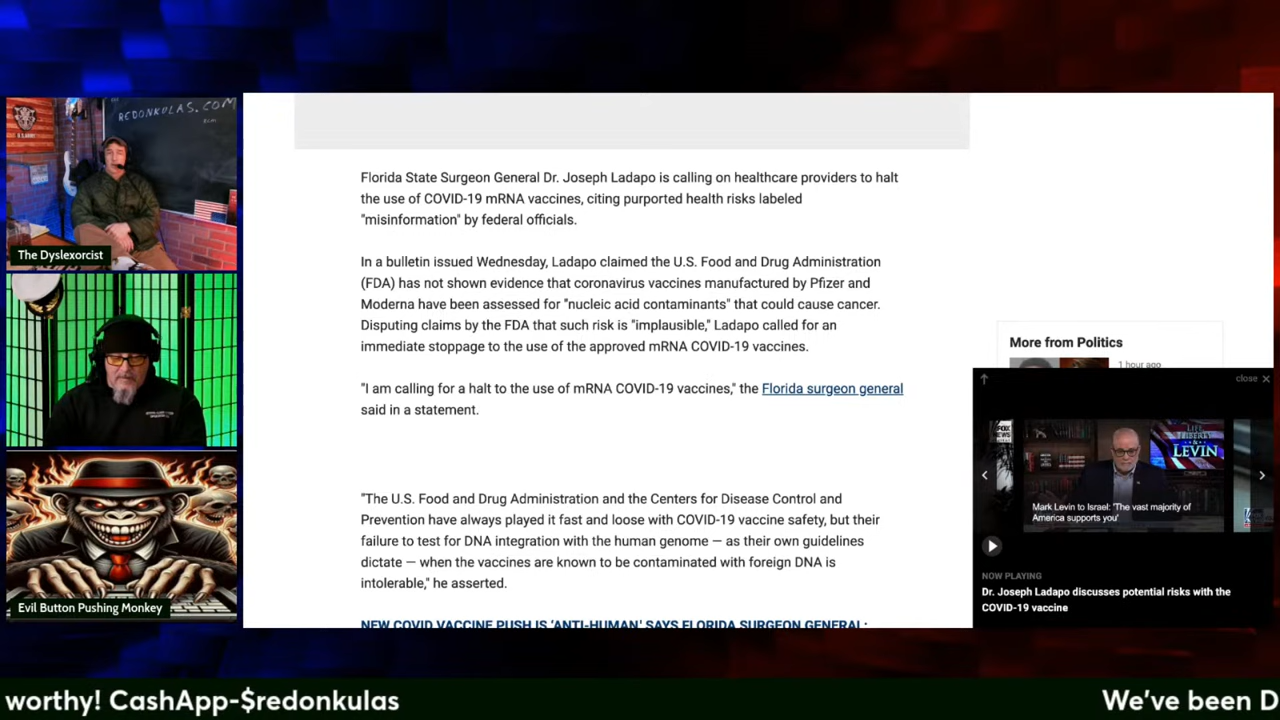 REDONKULAS.COM
U.S. ARMY
The Dyslexorcist
Evil Button Pushing Monkey
Florida State Surgeon General Dr. Joseph Ladapo is calling on healthcare providers to halt
the use of COVID-19 mRNA vaccines, citing purported health risks labeled
"misinformation" by federal officials.
In a bulletin issued Wednesday, Ladapo claimed the U.S. Food and Drug Administration
(FDA) has not shown evidence that coronavirus vaccines manufactured by Pfizer and
Moderna have been assessed for "nucleic acid contaminants" that could cause cancer.
Disputing claims by the FDA that such risk is "implausible," Ladapo called for an
immediate stoppage to the use of the approved mRNA COVID-19 vaccines.
"I am calling for a halt to the use of mRNA COVID-19 vaccines," the Florida surgeon general
said in a statement.
"The U.S. Food and Drug Administration and the Centers for Disease Control and
Prevention have always played it fast and loose with COVID-19 vaccine safety, but their
failure to test for DNA integration with the human genome — as their own guidelines
dictate — when the vaccines are known to be contaminated with foreign DNA is
intolerable," he asserted.
NEW COVID VACCINE PUSH IS 'ANTI-HUMAN' SAYS FLORIDA SURGEON GENERAL:
More from Politics
1 hour ago
close X
LIFE,
LIBERTY
&
LEVIN
Mark Levin to Israel: 'The vast majority of
America supports you'
NOW PLAYING
Dr. Joseph Ladapo discusses potential risks with the
COVID-19 vaccine
worthy! CashApp-$redonkulas
We've been D